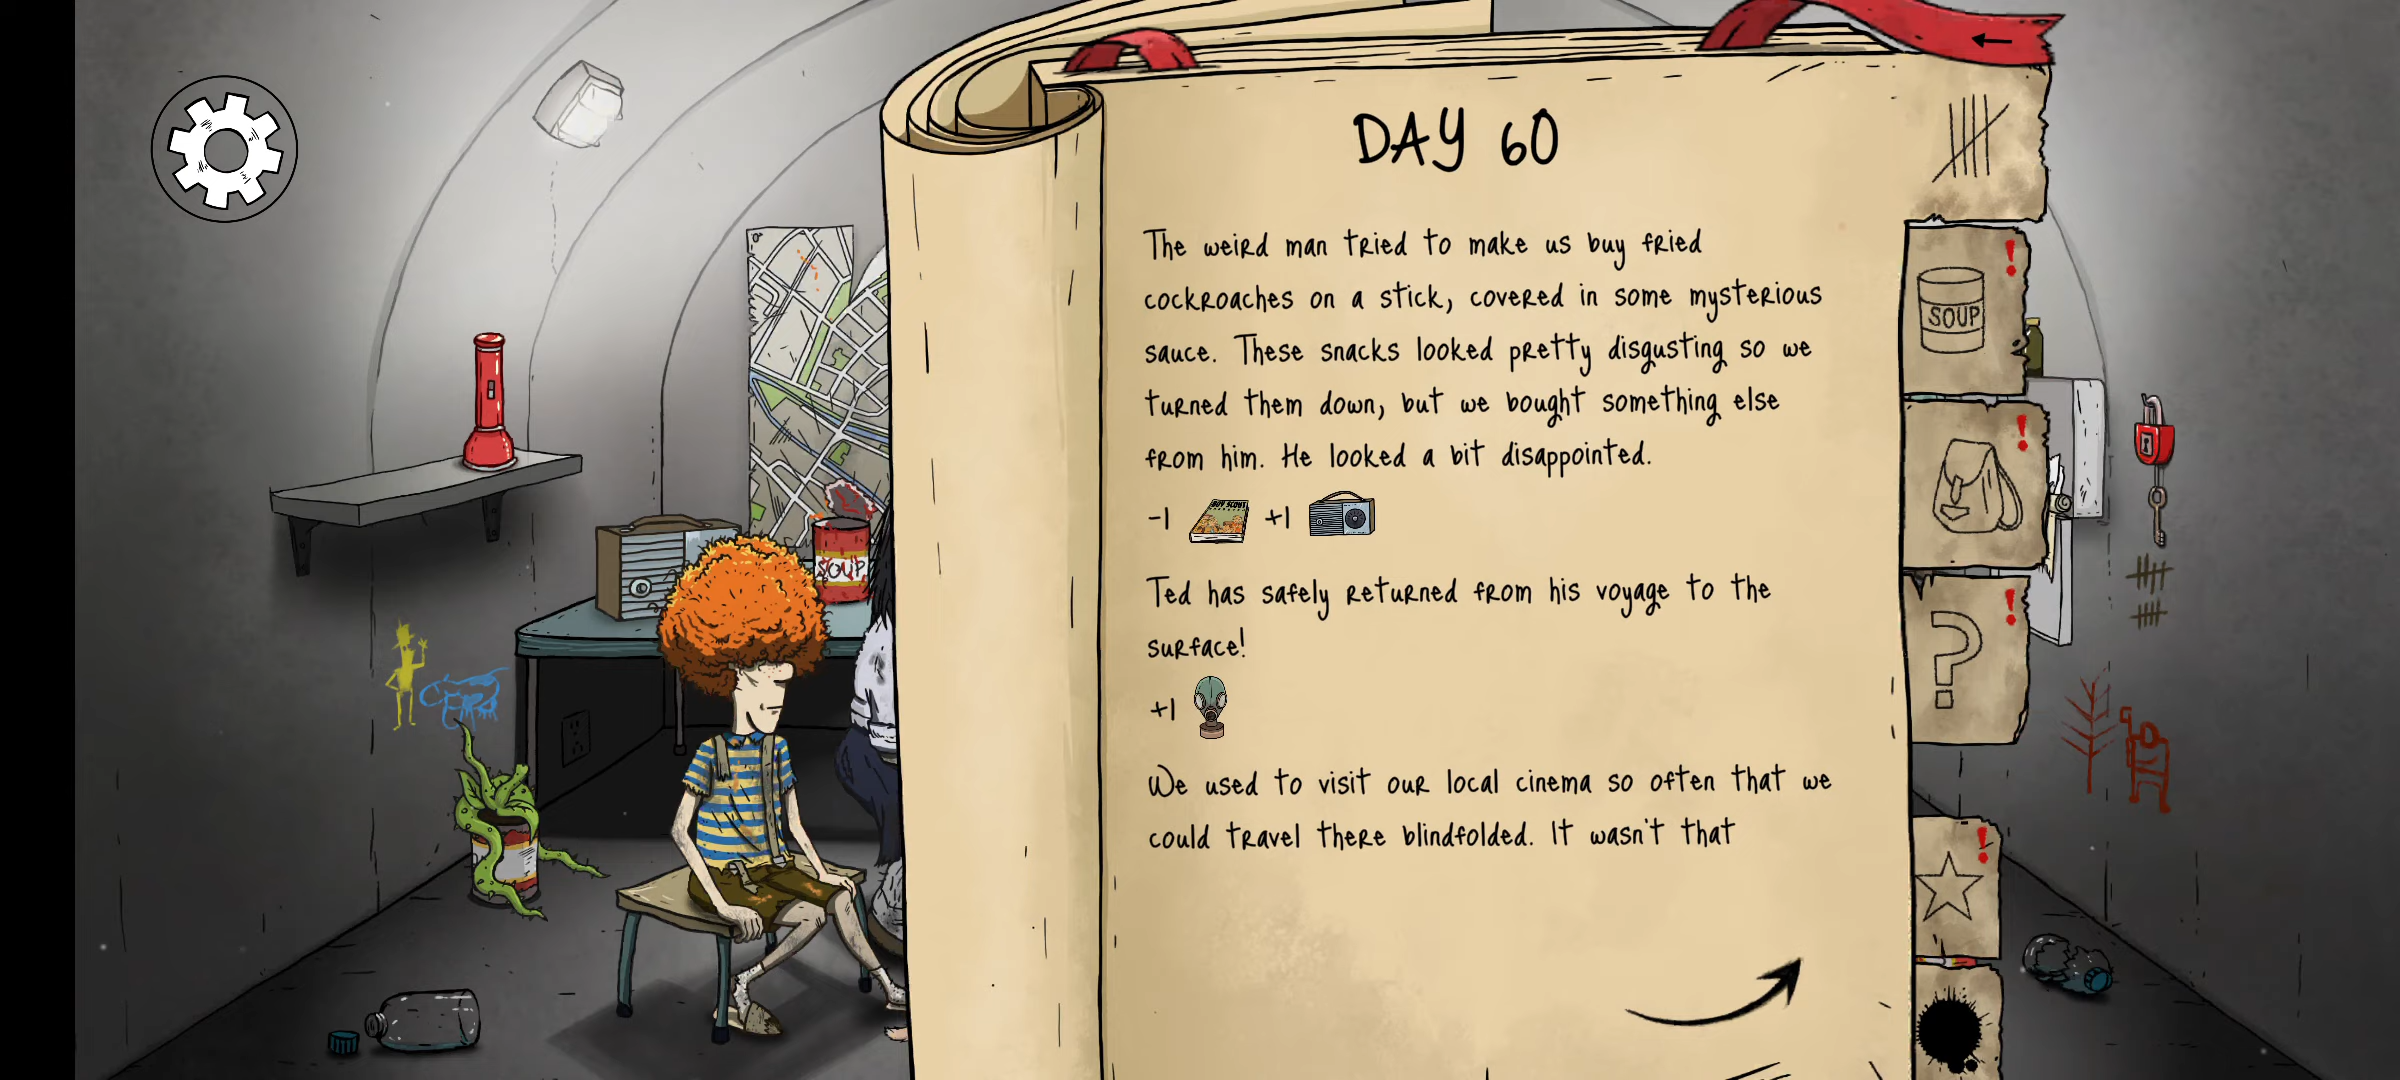 DAY 60
The weird man tried to make us buy fried
cockroaches on a stick, covered in some mysterious
sauce. These snacks looked pretty disgusting so we
turned them down, but we bought something else
from him. He looked a bit disappointed.
-1 +1
Ted has safely returned from his voyage to the
surface!
+1
We used to visit our local cinema so often that we
could travel there blindfolded. It wasn't that
SOUP
!
!
?
!
!
SOUP